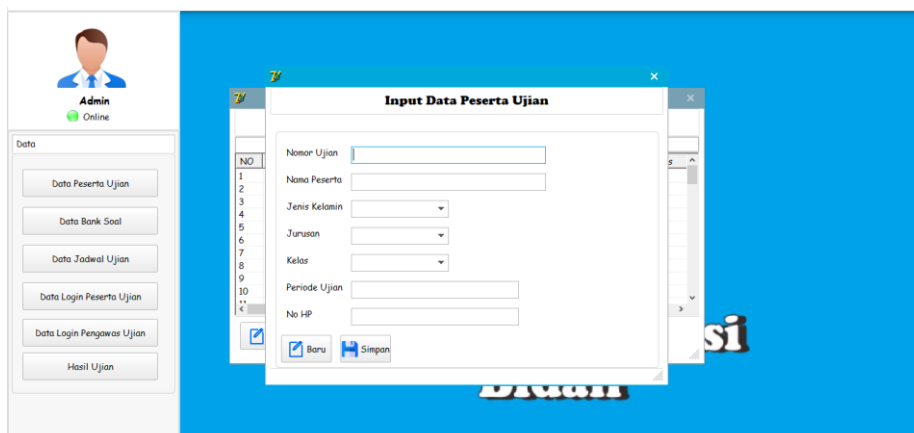 Admin
Online
Data
Data Peserta Ujian
Data Bank Soal
Data Jadwal Ujian
Data Login Peserta Ujian
Data Login Pengawas Ujian
Hasil Ujian
Input Data Peserta Ujian
Nomor Ujian
Nama Peserta
Jenis Kelamin
Jurusan
Kelas
Periode Ujian
No HP
Baru
Simpan
NO
1
2
3
4
5
6
7
8
9
10
s
si
Bidan